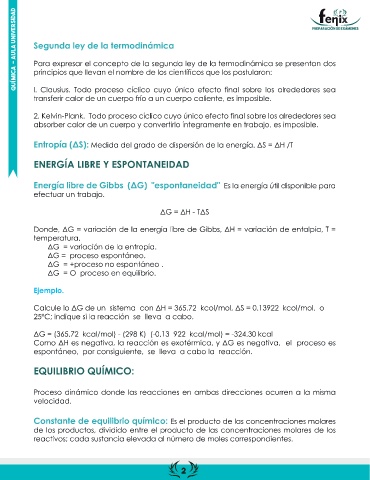 QUÍMICA - AULA UNIVERSIDAD
fenix
PREPARACIÓN DE EXÁMENES
Segunda ley de la termodinámica
Para expresar el concepto de la segunda ley de la termodinámica se presentan dos
principios que llevan el nombre de los científicos que los postularon:
I. Clausius. Todo proceso cíclico cuyo único efecto final sobre los alrededores sea
transferir calor de un cuerpo frío a un cuerpo caliente, es imposible.
2. Kelvin-Plank. Todo proceso cíclico cuyo único efecto final sobre los alrededores sea
absorber calor de un cuerpo y convertirlo íntegramente en trabajo, es imposible.
Entropía (ΔS): Medida del grado de dispersión de la energía. ΔS = ΔH /T
ENERGÍA LIBRE Y ESPONTANEIDAD
Energía libre de Gibbs (ΔG) "espontaneidad" Es la energía útil disponible para
efectuar un trabajo.
ΔG = ΔH - TΔS
Donde, ΔG = variación de la energía libre de Gibbs, ΔH = variación de entalpia, T =
temperatura.
ΔG = variación de la entropia.
ΔG = proceso espontáneo.
ΔG = +proceso no espontáneo .
ΔG = O proceso en equilibrio.
Ejemplo.
Calcule la ΔG de un sistema con ΔH = 365.72 kcol/mol, ΔS = 0.13922 kcol/mol, o
25°C; indique si la reacción se lleva a cabo.
ΔG = (365.72 kcal/mol) - (298 K) (-0.13 922 kcal/mol) = -324.30 kcal
Como ΔH es negativa, la reacción es exotérmica, y ΔG es negativa, el proceso es
espontáneo, por consiguiente, se lleva a cabo la reacción.
EQUILIBRIO QUÍMICO:
Proceso dinámico donde las reacciones en ambas direcciones ocurren a la misma
velocidad.
Constante de equilibrio químico: Es el producto de las concentraciones molares
de los productos, dividido entre el producto de las concentraciones molares de los
reactivos; cada sustancia elevada al número de moles correspondientes.
2